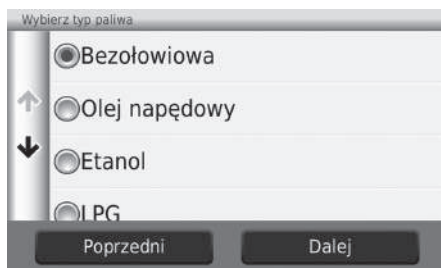 Wybierz typ paliwa
Bezołowiowa
Olej napędowy
Etanol
LPG
Poprzedni
Dalej